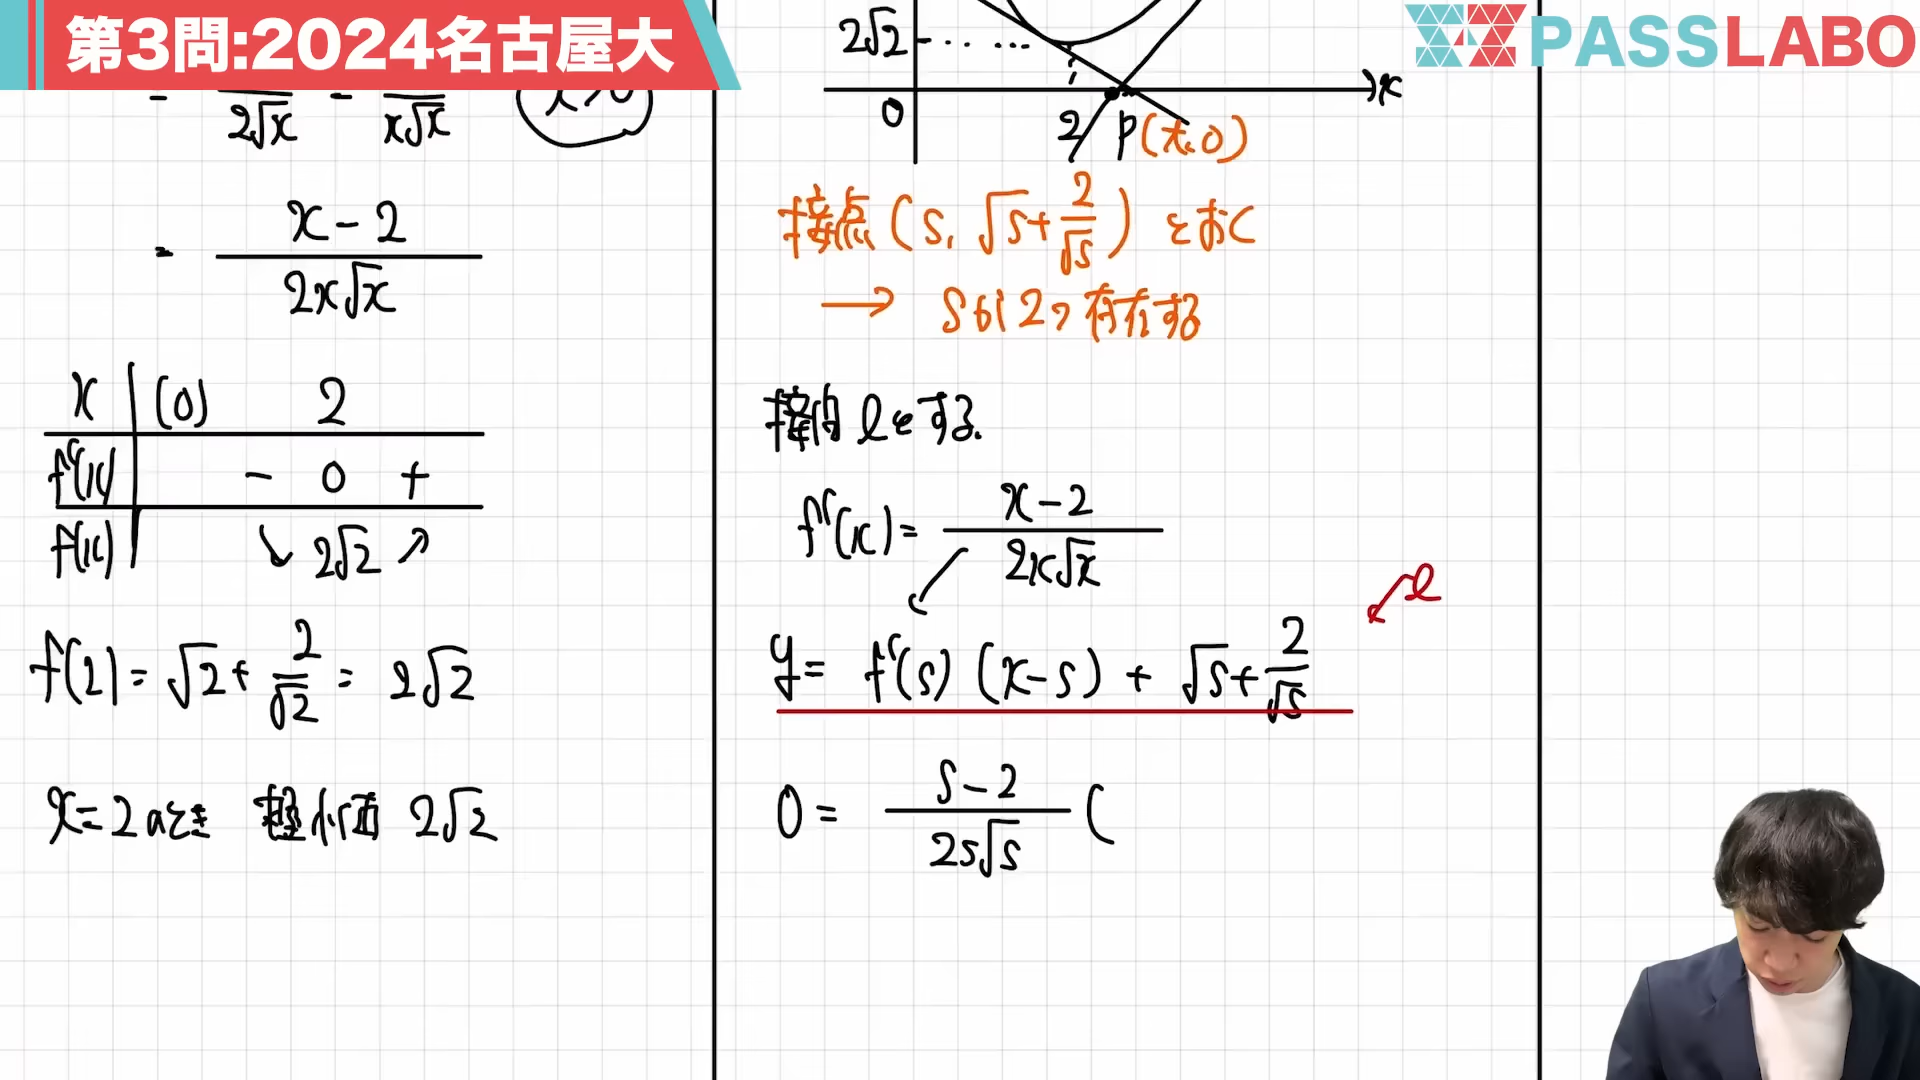 第3問:2024名古屋大
PASSLABO
= 2√x - x√x
= x-2 / 2x√x
x (0) 2
f'(x) - 0 +
f(x) ↘ 2√2 ↗
f(2) = √2 + 2/√2 = 2√2
x=2のとき 極小値 2√2
2√2
0 2 P(t,0) x
接点(s, √s+2/√s)とおく
→ sが2つ存在する
接線lとする.
f'(x) = x-2 / 2x√x
l
y = f'(s)(x-s) + √s+2/√s
0 = s-2 / 2s√s (